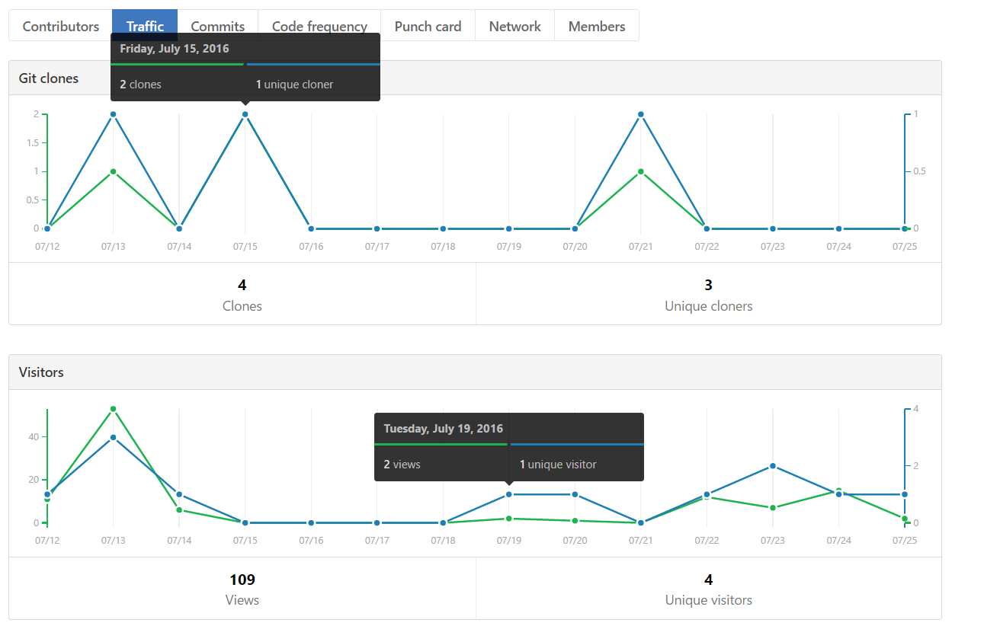 Contributors Traffic Commits Code frequency Punch card Network Members
Friday, July 15, 2016
Git clones
2 clones 1 unique cloner
2 1
1.5
1 0.5
0.5
0 0
07/12 07/13 07/14 07/15 07/16 07/17 07/18 07/19 07/20 07/21 07/22 07/23 07/24 07/25
4 3
Clones Unique cloners
Visitors
4
Tuesday, July 19, 2016
40
2 views 1 unique visitor 2
20
0 0
07/12 07/13 07/14 07/15 07/16 07/17 07/18 07/19 07/20 07/21 07/22 07/23 07/24 07/25
109 4
Views Unique visitors